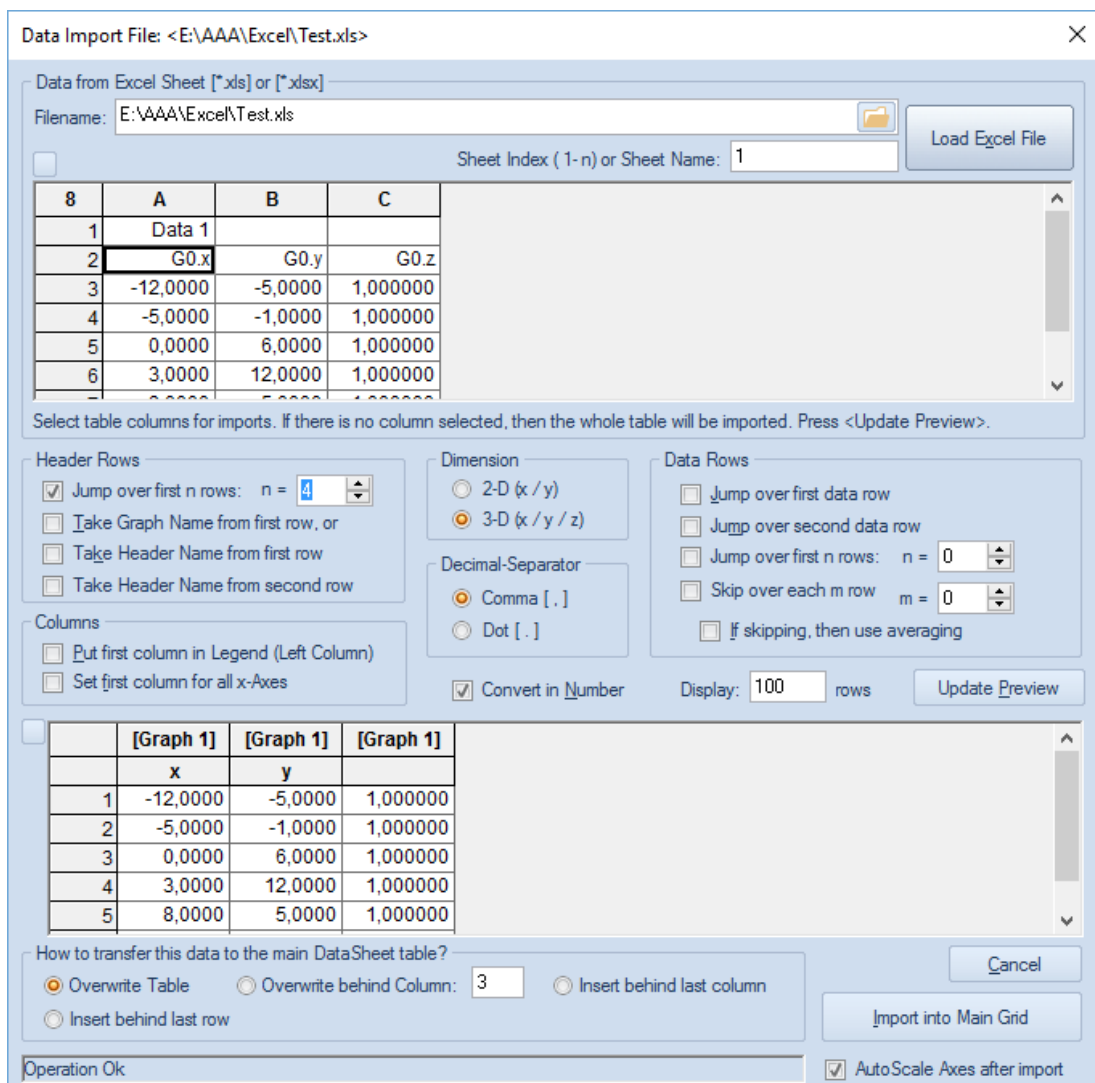 Data Import File: <E:\AAA\Excel\Test.xls>
Data from Excel Sheet [*.xls] or [*.xlsx]
Filename: E:\AAA\Excel\Test.xls
Load Excel File
Sheet Index ( 1- n) or Sheet Name: 1
8 A B C
1 Data 1
2 G0.x G0.y G0.z
3 -12,0000 -5,0000 1,000000
4 -5,0000 -1,0000 1,000000
5 0,0000 6,0000 1,000000
6 3,0000 12,0000 1,000000
Select table columns for imports. If there is no column selected, then the whole table will be imported. Press <Update Preview>.
Header Rows
Jump over first n rows: n = 4
Take Graph Name from first row, or
Take Header Name from first row
Take Header Name from second row
Columns
Put first column in Legend (Left Column)
Set first column for all x-Axes
Dimension
2-D (x / y)
3-D (x / y / z)
Decimal-Separator
Comma [ , ]
Dot [ . ]
Convert in Number
Data Rows
Jump over first data row
Jump over second data row
Jump over first n rows: n = 0
Skip over each m row m = 0
If skipping, then use averaging
Display: 100 rows
Update Preview
[Graph 1] [Graph 1] [Graph 1]
x y
1 -12,0000 -5,0000 1,000000
2 -5,0000 -1,0000 1,000000
3 0,0000 6,0000 1,000000
4 3,0000 12,0000 1,000000
5 8,0000 5,0000 1,000000
How to transfer this data to the main DataSheet table?
Overwrite Table Overwrite behind Column: 3 Insert behind last column
Insert behind last row
Cancel
Import into Main Grid
Operation Ok
AutoScale Axes after import